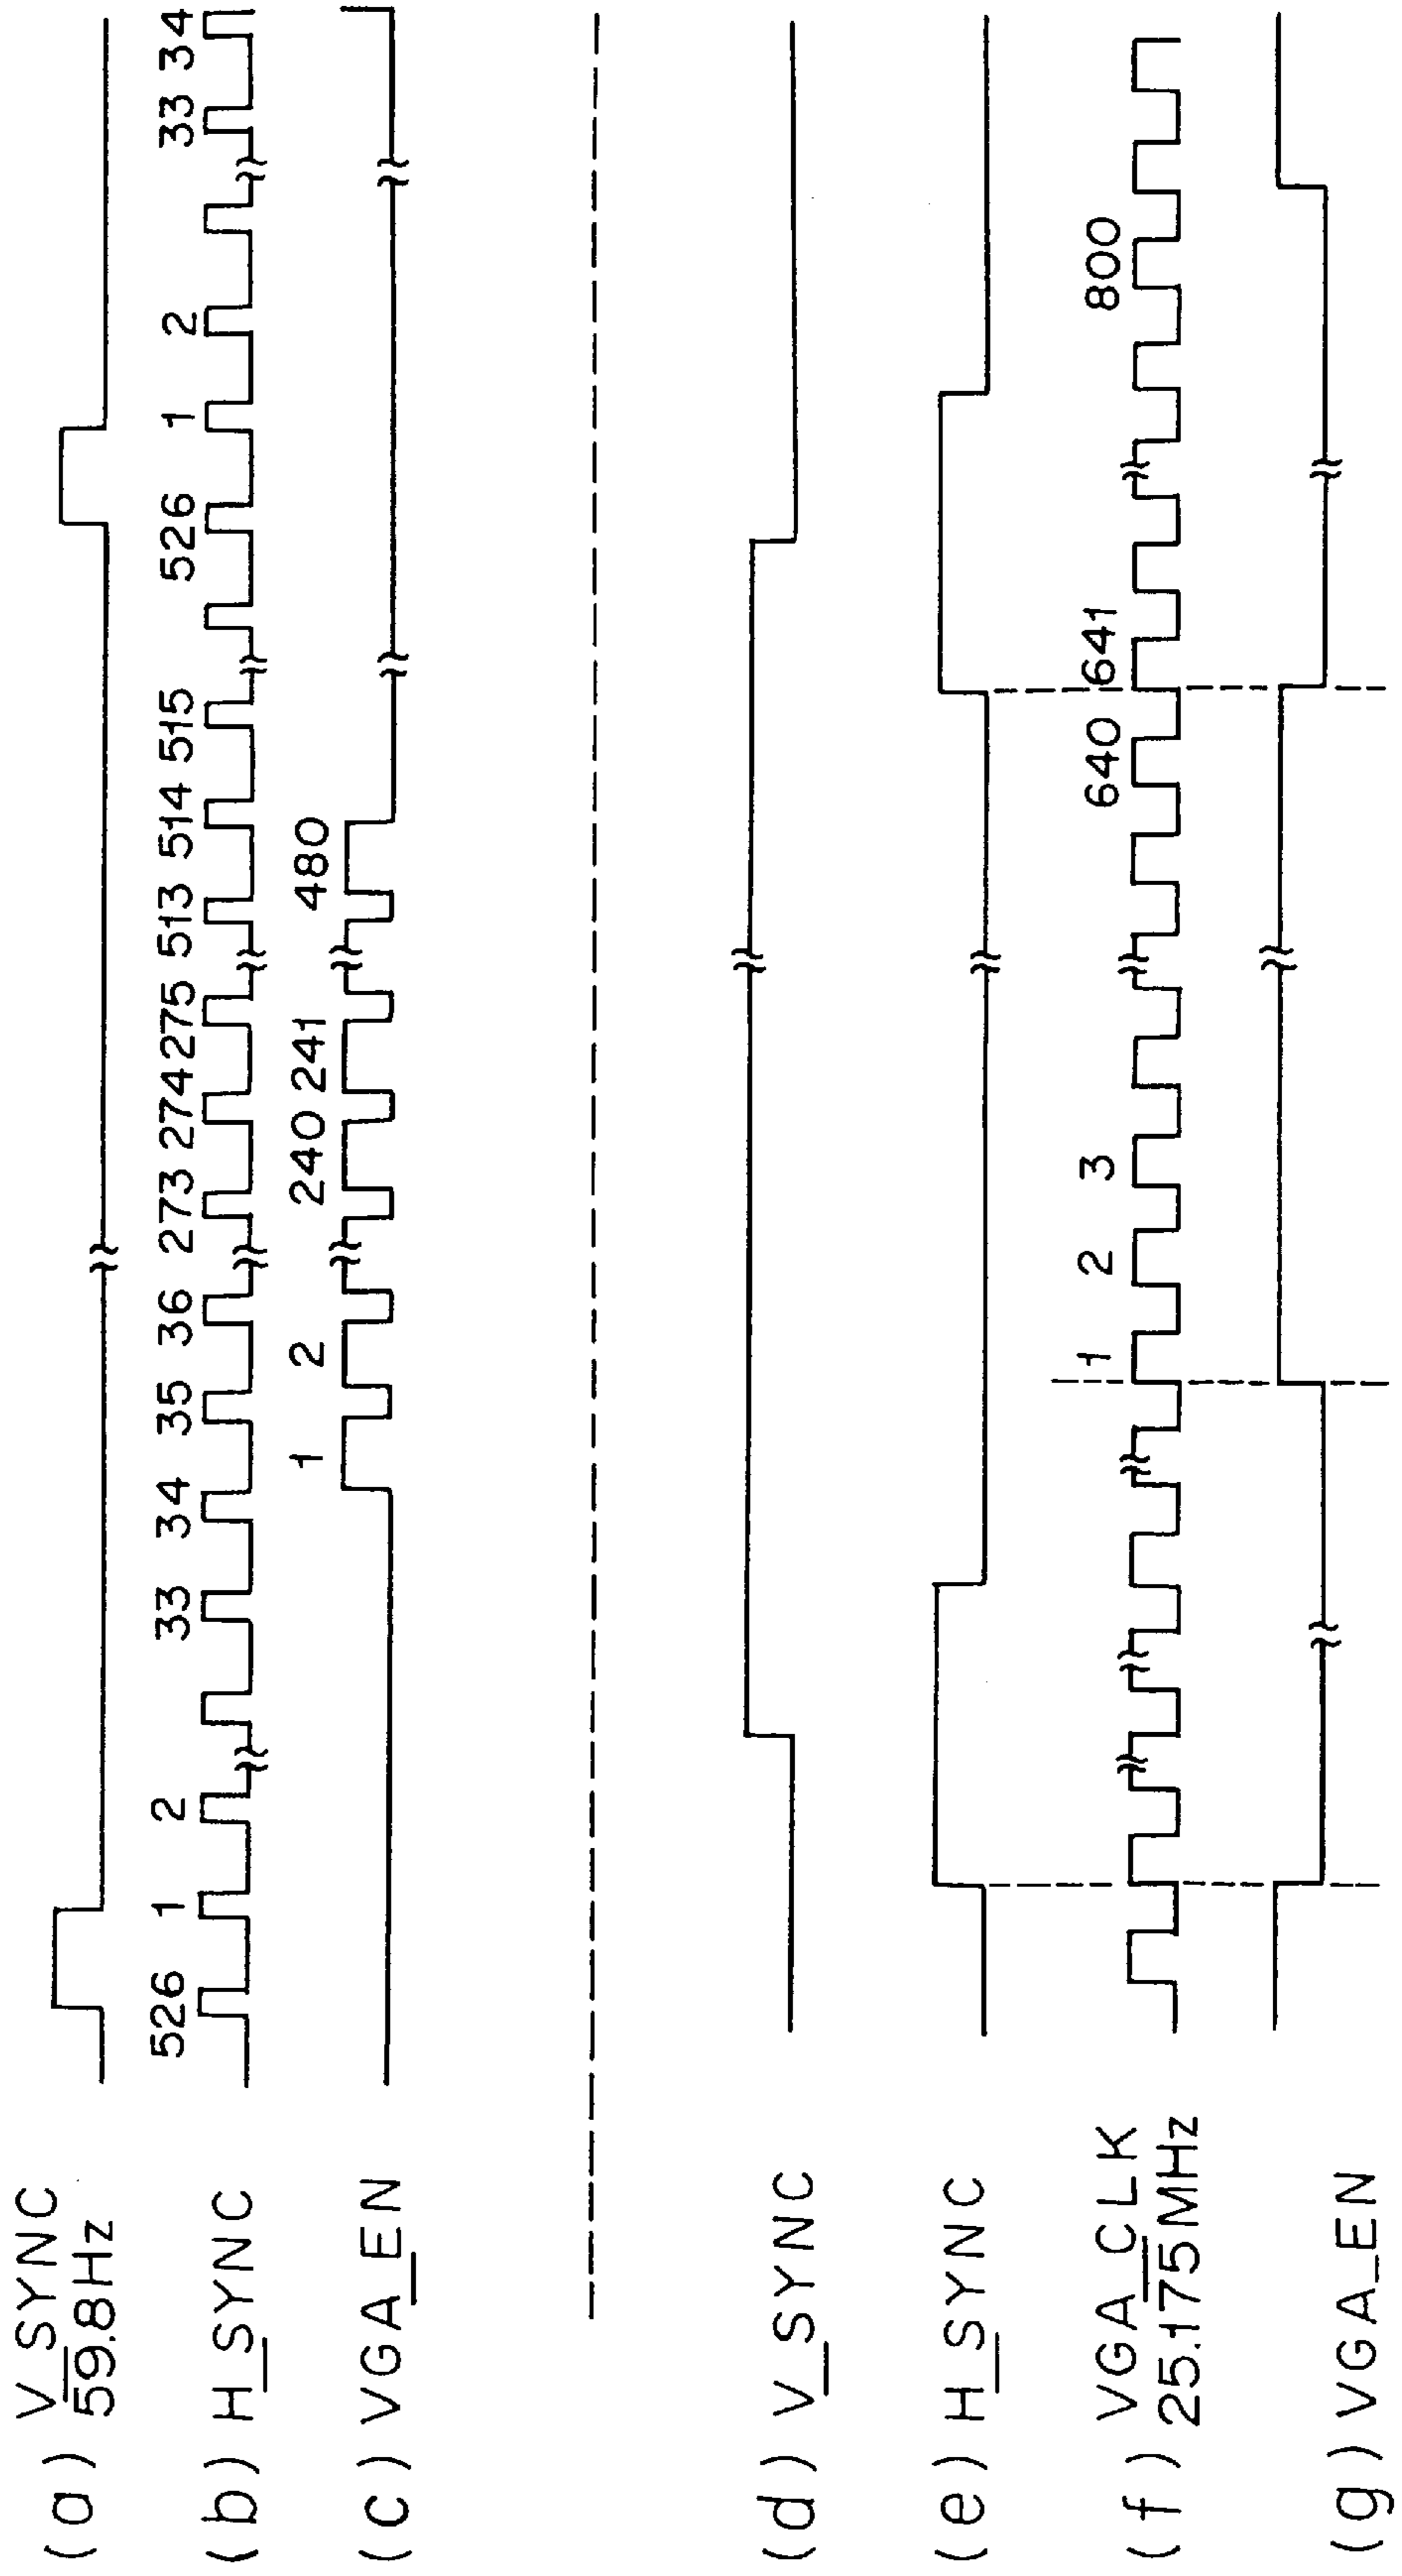 (a) V_SYNC
59.8Hz
526 1 2 33 34 35 36 273 274 275 513 514 515 526 1 2 33 34
(b) H_SYNC
1 2 240 241 480
(c) VGA_EN
(d) V_SYNC
(e) H_SYNC
1 2 3 640 641 800
(f) VGA_CLK
25.175MHz
(g) VGA_EN